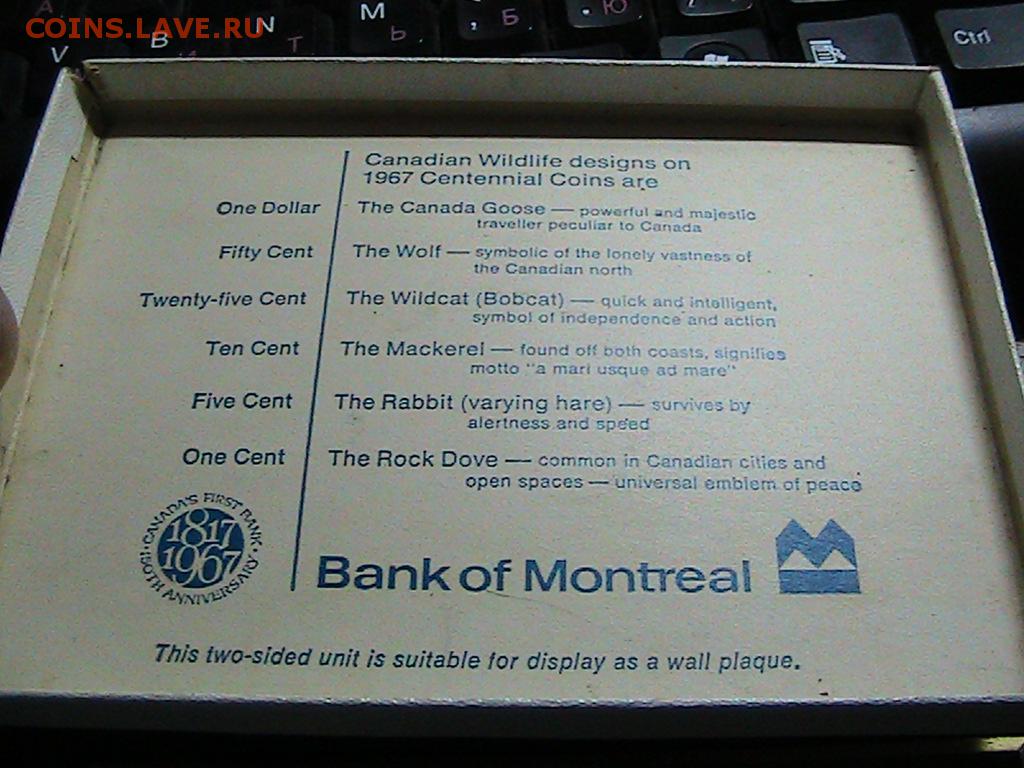 COINS.LAVE.RU
V B N M Ctrl
И Т Ь Б Ю
Canadian Wildlife designs on
1967 Centennial Coins are
One Dollar The Canada Goose — powerful and majestic
traveller peculiar to Canada
Fifty Cent The Wolf — symbolic of the lonely vastness of
the Canadian north
Twenty-five Cent The Wildcat (Bobcat) — quick and intelligent,
symbol of independence and action
Ten Cent The Mackerel — found off both coasts, signifies
motto "a mari usque ad mare"
Five Cent The Rabbit (varying hare) — survives by
alertness and speed
One Cent The Rock Dove — common in Canadian cities and
open spaces — universal emblem of peace
CANADA'S FIRST BANK
1817
1967
150TH ANNIVERSARY
Bank of Montreal
This two-sided unit is suitable for display as a wall plaque.